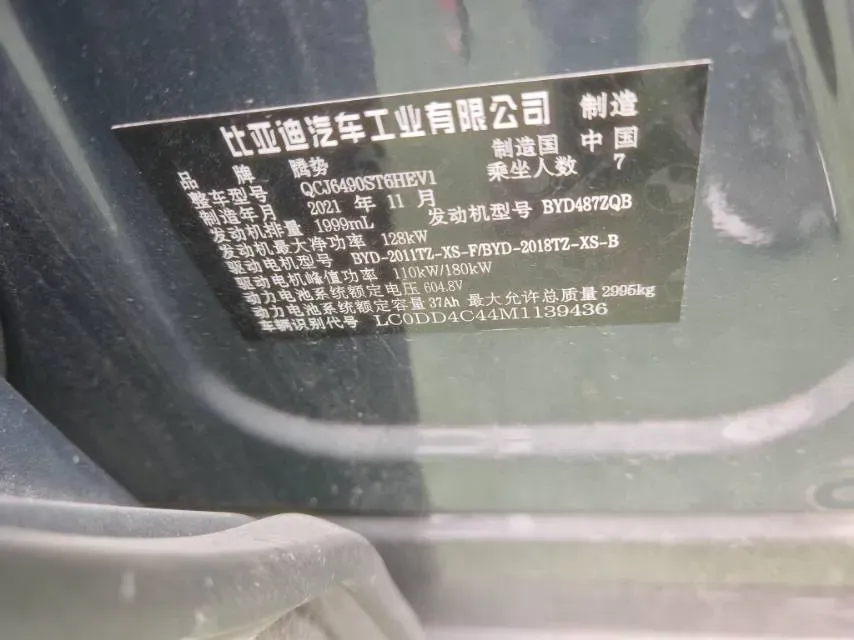 比亚迪汽车工业有限公司 制造
品牌 腾势 制造国 中国
整车型号 QCJ6490ST6HEV1 乘坐人数 7
制造年月 2021 年 11 月 发动机型号 BYD487ZQB
发动机排量 1999mL
发动机最大净功率 128kW
驱动电机型号 BYD-2011TZ-XS-F/BYD-2018TZ-XS-B
驱动电机峰值功率 110kW/180kW
动力电池系统额定电压 604.8V
动力电池系统额定容量 37Ah 最大允许总质量 2995kg
车辆识别代号 LC0DD4C44M1139436